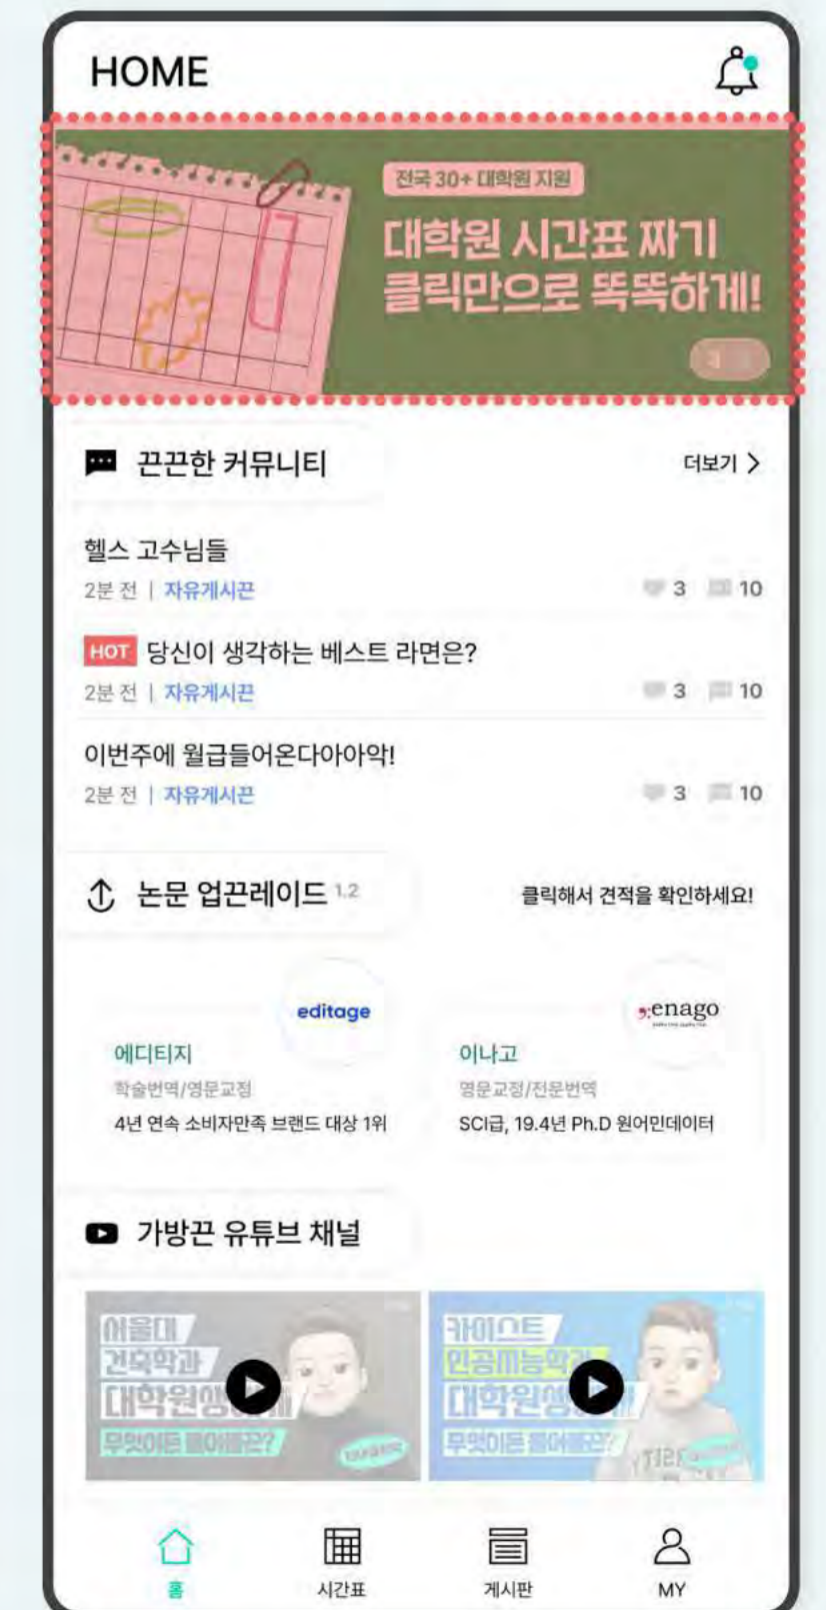 HOME
전국 30+ 대학원 지원
대학원 시간표 짜기
클릭만으로 똑똑하게!
끈끈한 커뮤니티
더보기 >
헬스 고수님들
2분 전 | 자유게시끈
3 10
HOT 당신이 생각하는 베스트 라면은?
2분 전 | 자유게시끈
3 10
이번주에 월급들어온다아아악!
2분 전 | 자유게시끈
3 10
논문 업끈레이드 1.2
클릭해서 견적을 확인하세요!
editage
에디티지
학술번역/영문교정
4년 연속 소비자만족 브랜드 대상 1위
enago
이나고
영문교정/전문번역
SCI급, 19.4년 Ph.D 원어민데이터
가방끈 유튜브 채널
서울대
건축학과
대학원생
무엇이든 물어볼끈?
카이스트
인공지능학과
대학원생
무엇이든 물어볼끈?
홈
시간표
게시판
MY